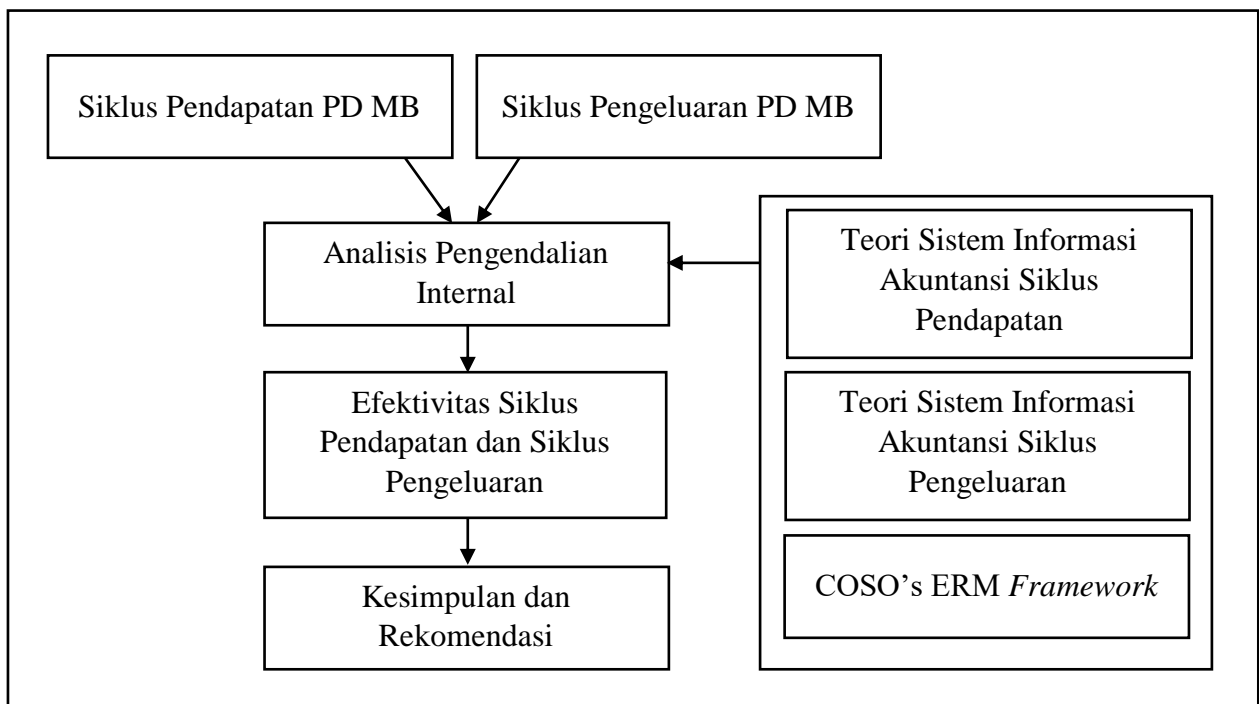 Siklus Pendapatan PD MB
Siklus Pengeluaran PD MB
Analisis Pengendalian
Internal
Efektivitas Siklus
Pendapatan dan Siklus
Pengeluaran
Kesimpulan dan
Rekomendasi
Teori Sistem Informasi
Akuntansi Siklus
Pendapatan
Teori Sistem Informasi
Akuntansi Siklus
Pengeluaran
COSO’s ERM Framework